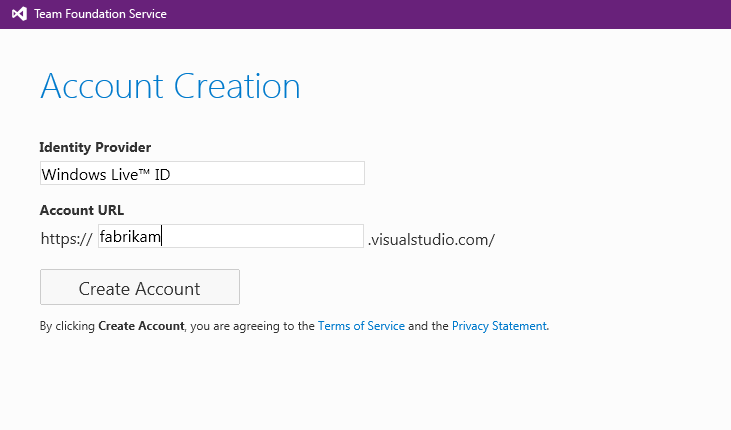 Team Foundation Service
Account Creation
Identity Provider
Windows Live™ ID
Account URL
https:// fabrikam .visualstudio.com/
Create Account
By clicking Create Account, you are agreeing to the Terms of Service and the Privacy Statement.